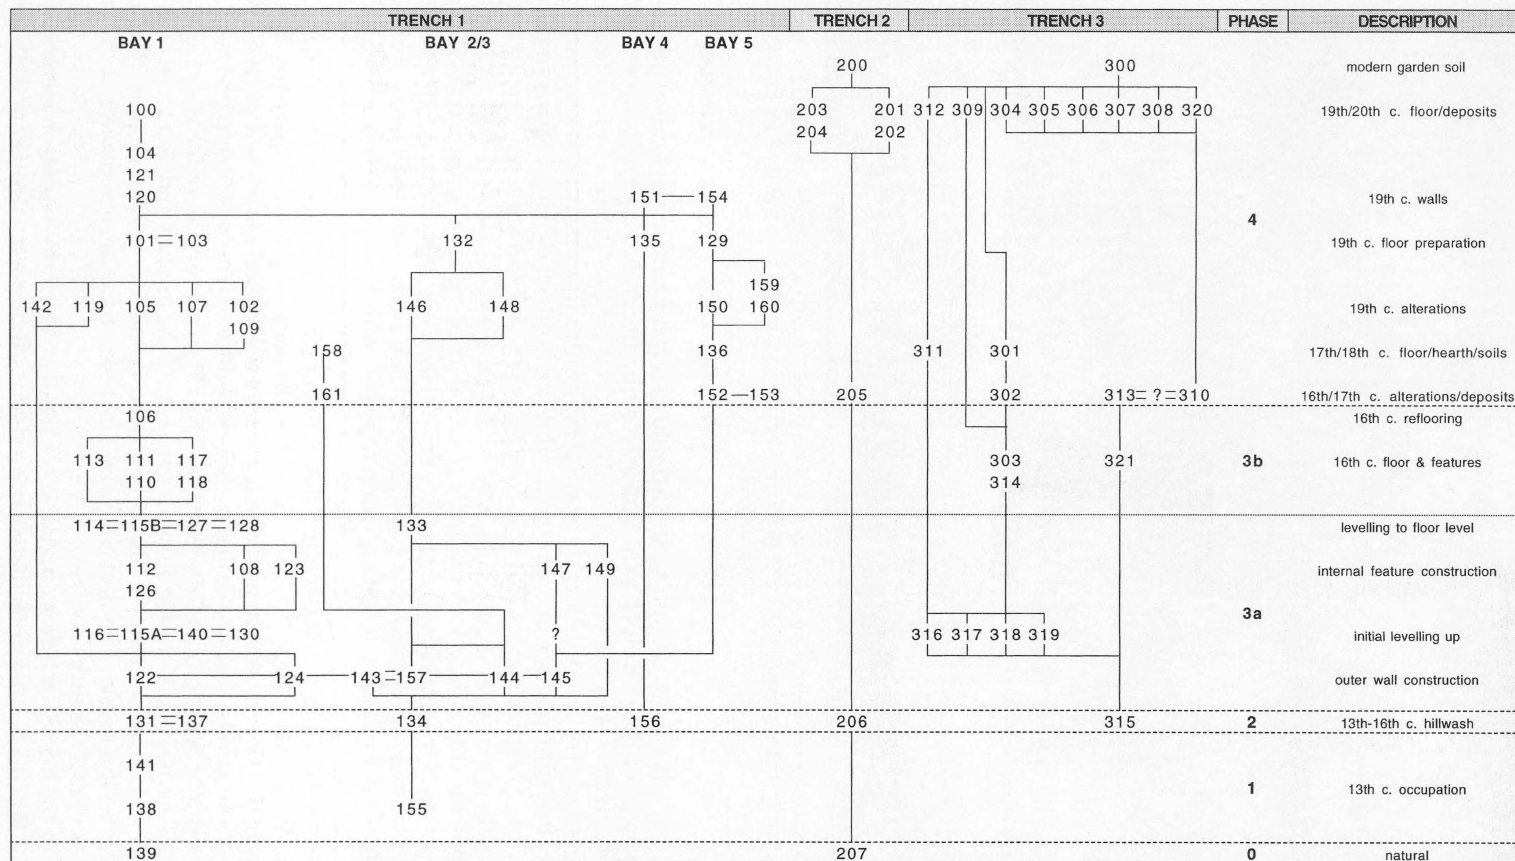 TRENCH 1 TRENCH 2 TRENCH 3 PHASE DESCRIPTION
BAY 1 BAY 2/3 BAY 4 BAY 5
200 300 modern garden soil
100 203 201 312 309 304 305 306 307 308 320 19th/20th c. floor/deposits
204 202
104
121
120 151 — 154 19th c. walls
4
101 = 103 132 135 129 19th c. floor preparation
159
142 119 105 107 102 146 148 150 160 19th c. alterations
109
158 136 311 301 17th/18th c. floor/hearth/soils
161 152 — 153 205 302 313 = ? = 310 16th/17th c. alterations/deposits
106 16th c. reflooring
113 111 117 303 321 3b 16th c. floor & features
110 118 314
114 = 115B = 127 = 128 133 levelling to floor level
112 108 123 147 149 internal feature construction
126
3a
116 = 115A = 140 = 130 ? 316 317 318 319 initial levelling up
122 — 124 — 143 = 157 — 144 — 145 outer wall construction
131 = 137 134 156 206 315 2 13th-16th c. hillwash
141
1 13th c. occupation
138 155
139 207 0 natural